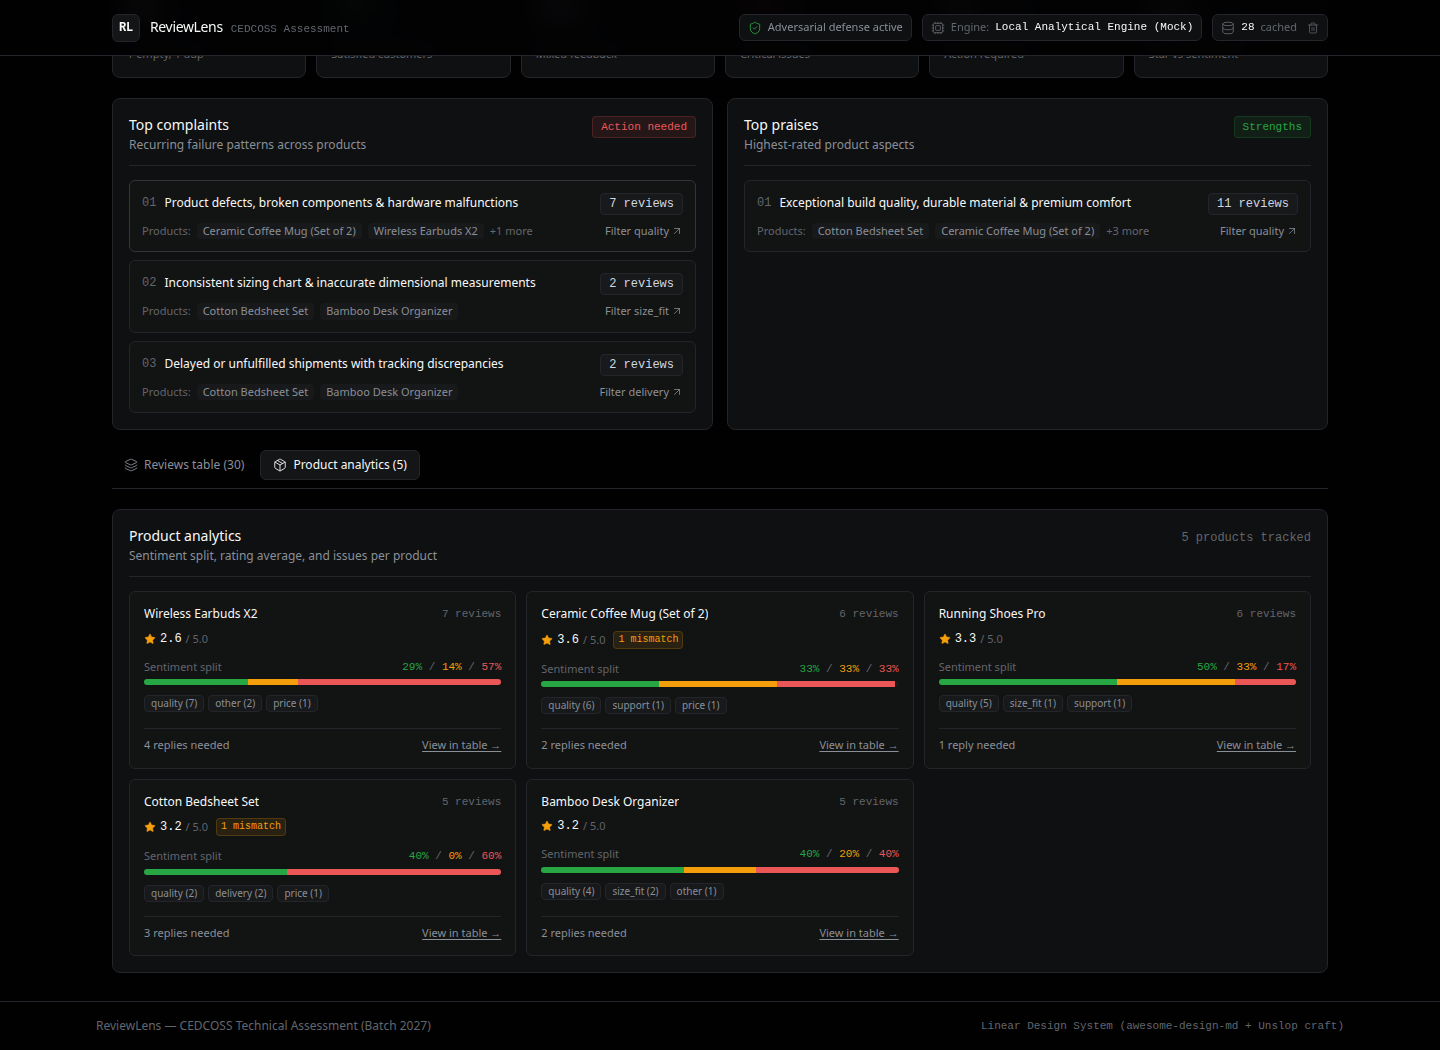 RL ReviewLens CEDCOSS Assessment
Adversarial defense active
Engine: Local Analytical Engine (Mock)
28 cached
Top complaints
Recurring failure patterns across products
Action needed
01 Product defects, broken components & hardware malfunctions
7 reviews
Products: Ceramic Coffee Mug (Set of 2) Wireless Earbuds X2 +1 more
Filter quality ↗
02 Inconsistent sizing chart & inaccurate dimensional measurements
2 reviews
Products: Cotton Bedsheet Set Bamboo Desk Organizer
Filter size_fit ↗
03 Delayed or unfulfilled shipments with tracking discrepancies
2 reviews
Products: Cotton Bedsheet Set Bamboo Desk Organizer
Filter delivery ↗
Top praises
Highest-rated product aspects
Strengths
01 Exceptional build quality, durable material & premium comfort
11 reviews
Products: Cotton Bedsheet Set Ceramic Coffee Mug (Set of 2) +3 more
Filter quality ↗
Reviews table (30)
Product analytics (5)
Product analytics
Sentiment split, rating average, and issues per product
5 products tracked
Wireless Earbuds X2
7 reviews
2.6 / 5.0
Sentiment split
29% / 14% / 57%
quality (7) other (2) price (1)
4 replies needed
View in table →
Ceramic Coffee Mug (Set of 2)
6 reviews
3.6 / 5.0 1 mismatch
Sentiment split
33% / 33% / 33%
quality (6) support (1) price (1)
2 replies needed
View in table →
Running Shoes Pro
6 reviews
3.3 / 5.0
Sentiment split
50% / 33% / 17%
quality (5) size_fit (1) support (1)
1 reply needed
View in table →
Cotton Bedsheet Set
5 reviews
3.2 / 5.0 1 mismatch
Sentiment split
40% / 0% / 60%
quality (2) delivery (2) price (1)
3 replies needed
View in table →
Bamboo Desk Organizer
5 reviews
3.2 / 5.0
Sentiment split
40% / 20% / 40%
quality (4) size_fit (2) other (1)
2 replies needed
View in table →
ReviewLens — CEDCOSS Technical Assessment (Batch 2027)
Linear Design System (awesome-design-md + Unslop craft)